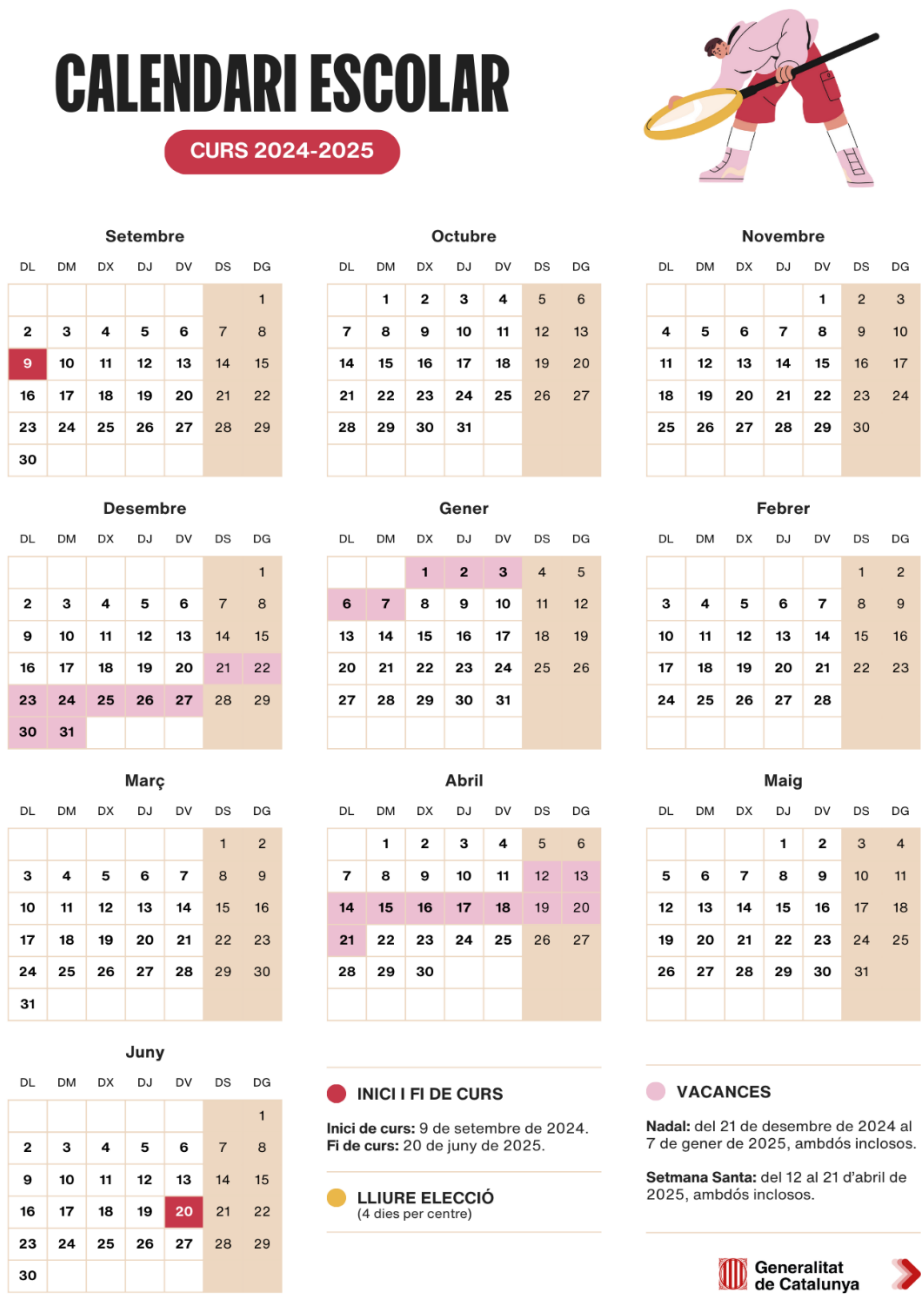 CALENDARI ESCOLAR
CURS 2024-2025
Setembre
DL DM DX DJ DV DS DG
1
2 3 4 5 6 7 8
9 10 11 12 13 14 15
16 17 18 19 20 21 22
23 24 25 26 27 28 29
30
Octubre
DL DM DX DJ DV DS DG
1 2 3 4 5 6
7 8 9 10 11 12 13
14 15 16 17 18 19 20
21 22 23 24 25 26 27
28 29 30 31
Novembre
DL DM DX DJ DV DS DG
1 2 3
4 5 6 7 8 9 10
11 12 13 14 15 16 17
18 19 20 21 22 23 24
25 26 27 28 29 30
Desembre
DL DM DX DJ DV DS DG
1
2 3 4 5 6 7 8
9 10 11 12 13 14 15
16 17 18 19 20 21 22
23 24 25 26 27 28 29
30 31
Gener
DL DM DX DJ DV DS DG
1 2 3 4 5
6 7 8 9 10 11 12
13 14 15 16 17 18 19
20 21 22 23 24 25 26
27 28 29 30 31
Febrer
DL DM DX DJ DV DS DG
1 2
3 4 5 6 7 8 9
10 11 12 13 14 15 16
17 18 19 20 21 22 23
24 25 26 27 28
Març
DL DM DX DJ DV DS DG
1 2
3 4 5 6 7 8 9
10 11 12 13 14 15 16
17 18 19 20 21 22 23
24 25 26 27 28 29 30
31
Abril
DL DM DX DJ DV DS DG
1 2 3 4 5 6
7 8 9 10 11 12 13
14 15 16 17 18 19 20
21 22 23 24 25 26 27
28 29 30
Maig
DL DM DX DJ DV DS DG
1 2 3 4
5 6 7 8 9 10 11
12 13 14 15 16 17 18
19 20 21 22 23 24 25
26 27 28 29 30 31
Juny
DL DM DX DJ DV DS DG
1
2 3 4 5 6 7 8
9 10 11 12 13 14 15
16 17 18 19 20 21 22
23 24 25 26 27 28 29
30
INICI I FI DE CURS
Inici de curs: 9 de setembre de 2024.
Fi de curs: 20 de juny de 2025.
LLIURE ELECCIÓ
(4 dies per centre)
VACANCES
Nadal: del 21 de desembre de 2024 al
7 de gener de 2025, ambdós inclosos.
Setmana Santa: del 12 al 21 d'abril de
2025, ambdós inclosos.
Generalitat
de Catalunya